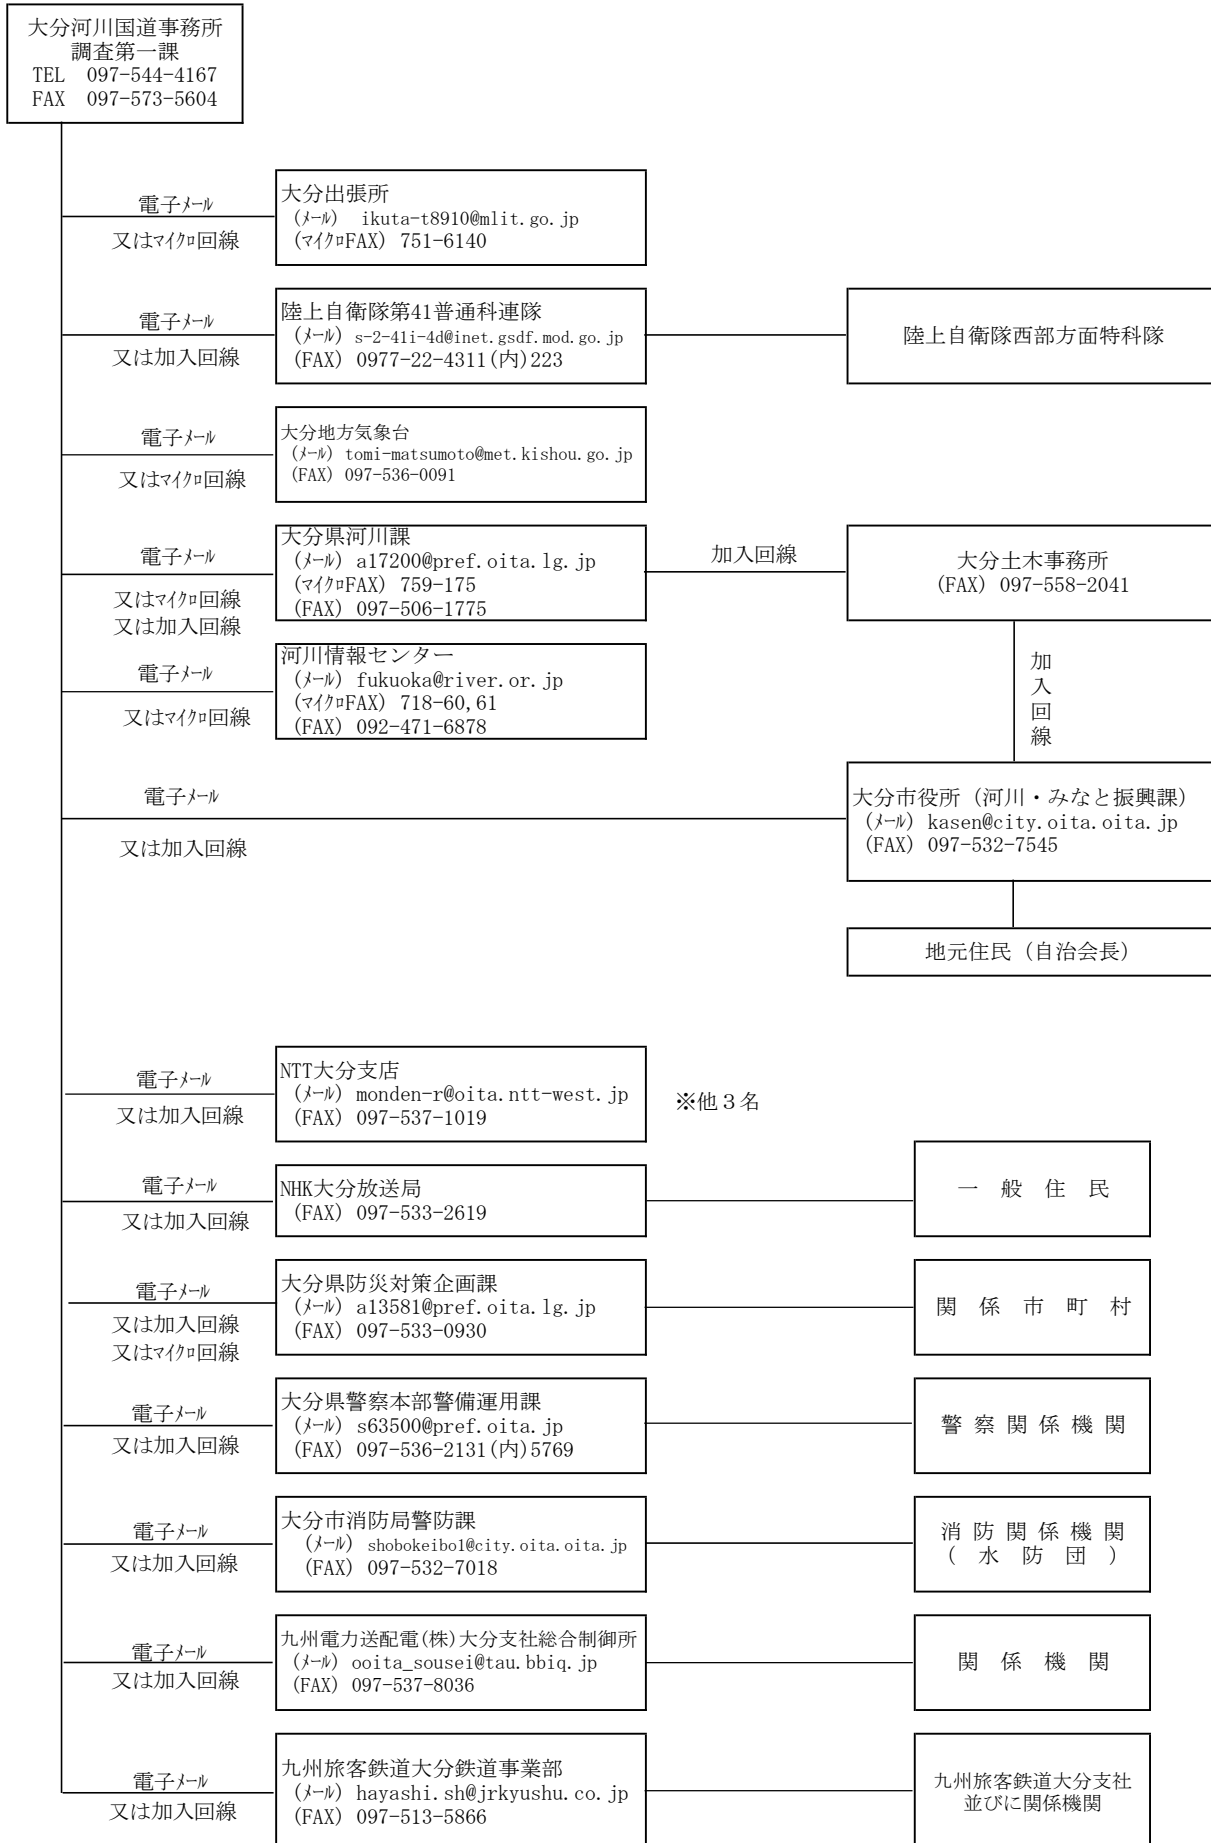 大分河川国道事務所
調査第一課
TEL　097-544-4167
FAX　097-573-5604
電子ﾒｰﾙ
又はﾏｲｸﾛ回線
大分出張所
(ﾒｰﾙ)　ikuta-t8910@mlit.go.jp
(ﾏｲｸﾛFAX) 751-6140
電子ﾒｰﾙ
又は加入回線
陸上自衛隊第41普通科連隊
(ﾒｰﾙ) s-2-41i-4d@inet.gsdf.mod.go.jp
(FAX) 0977-22-4311(内)223
陸上自衛隊西部方面特科隊
電子ﾒｰﾙ
又はﾏｲｸﾛ回線
大分地方気象台
(ﾒｰﾙ) tomi-matsumoto@met.kishou.go.jp
(FAX) 097-536-0091
電子ﾒｰﾙ
又はﾏｲｸﾛ回線
又は加入回線
大分県河川課
(ﾒｰﾙ) a17200@pref.oita.lg.jp
(ﾏｲｸﾛFAX) 759-175
(FAX) 097-506-1775
加入回線
大分土木事務所
(FAX) 097-558-2041
電子ﾒｰﾙ
又はﾏｲｸﾛ回線
河川情報センター
(ﾒｰﾙ) fukuoka@river.or.jp
(ﾏｲｸﾛFAX) 718-60,61
(FAX) 092-471-6878
加入回線
電子ﾒｰﾙ
又は加入回線
大分市役所（河川・みなと振興課）
(ﾒｰﾙ) kasen@city.oita.oita.jp
(FAX) 097-532-7545
地元住民（自治会長）
電子ﾒｰﾙ
又は加入回線
NTT大分支店
(ﾒｰﾙ) monden-r@oita.ntt-west.jp
(FAX) 097-537-1019
※他３名
電子ﾒｰﾙ
又は加入回線
NHK大分放送局
(FAX) 097-533-2619
一　般　住　民
電子ﾒｰﾙ
又は加入回線
又はﾏｲｸﾛ回線
大分県防災対策企画課
(ﾒｰﾙ) a13581@pref.oita.lg.jp
(FAX) 097-533-0930
関　係　市　町　村
電子ﾒｰﾙ
又は加入回線
大分県警察本部警備運用課
(ﾒｰﾙ) s63500@pref.oita.jp
(FAX) 097-536-2131(内)5769
警 察 関 係 機 関
電子ﾒｰﾙ
又は加入回線
大分市消防局警防課
(ﾒｰﾙ) shobokeibo1@city.oita.oita.jp
(FAX) 097-532-7018
消 防 関 係 機 関
(　水　防　団　)
電子ﾒｰﾙ
又は加入回線
九州電力送配電(株)大分支社総合制御所
(ﾒｰﾙ) ooita_sousei@tau.bbiq.jp
(FAX) 097-537-8036
関　係　機　関
電子ﾒｰﾙ
又は加入回線
九州旅客鉄道大分鉄道事業部
(ﾒｰﾙ) hayashi.sh@jrkyushu.co.jp
(FAX) 097-513-5866
九州旅客鉄道大分支社
並びに関係機関